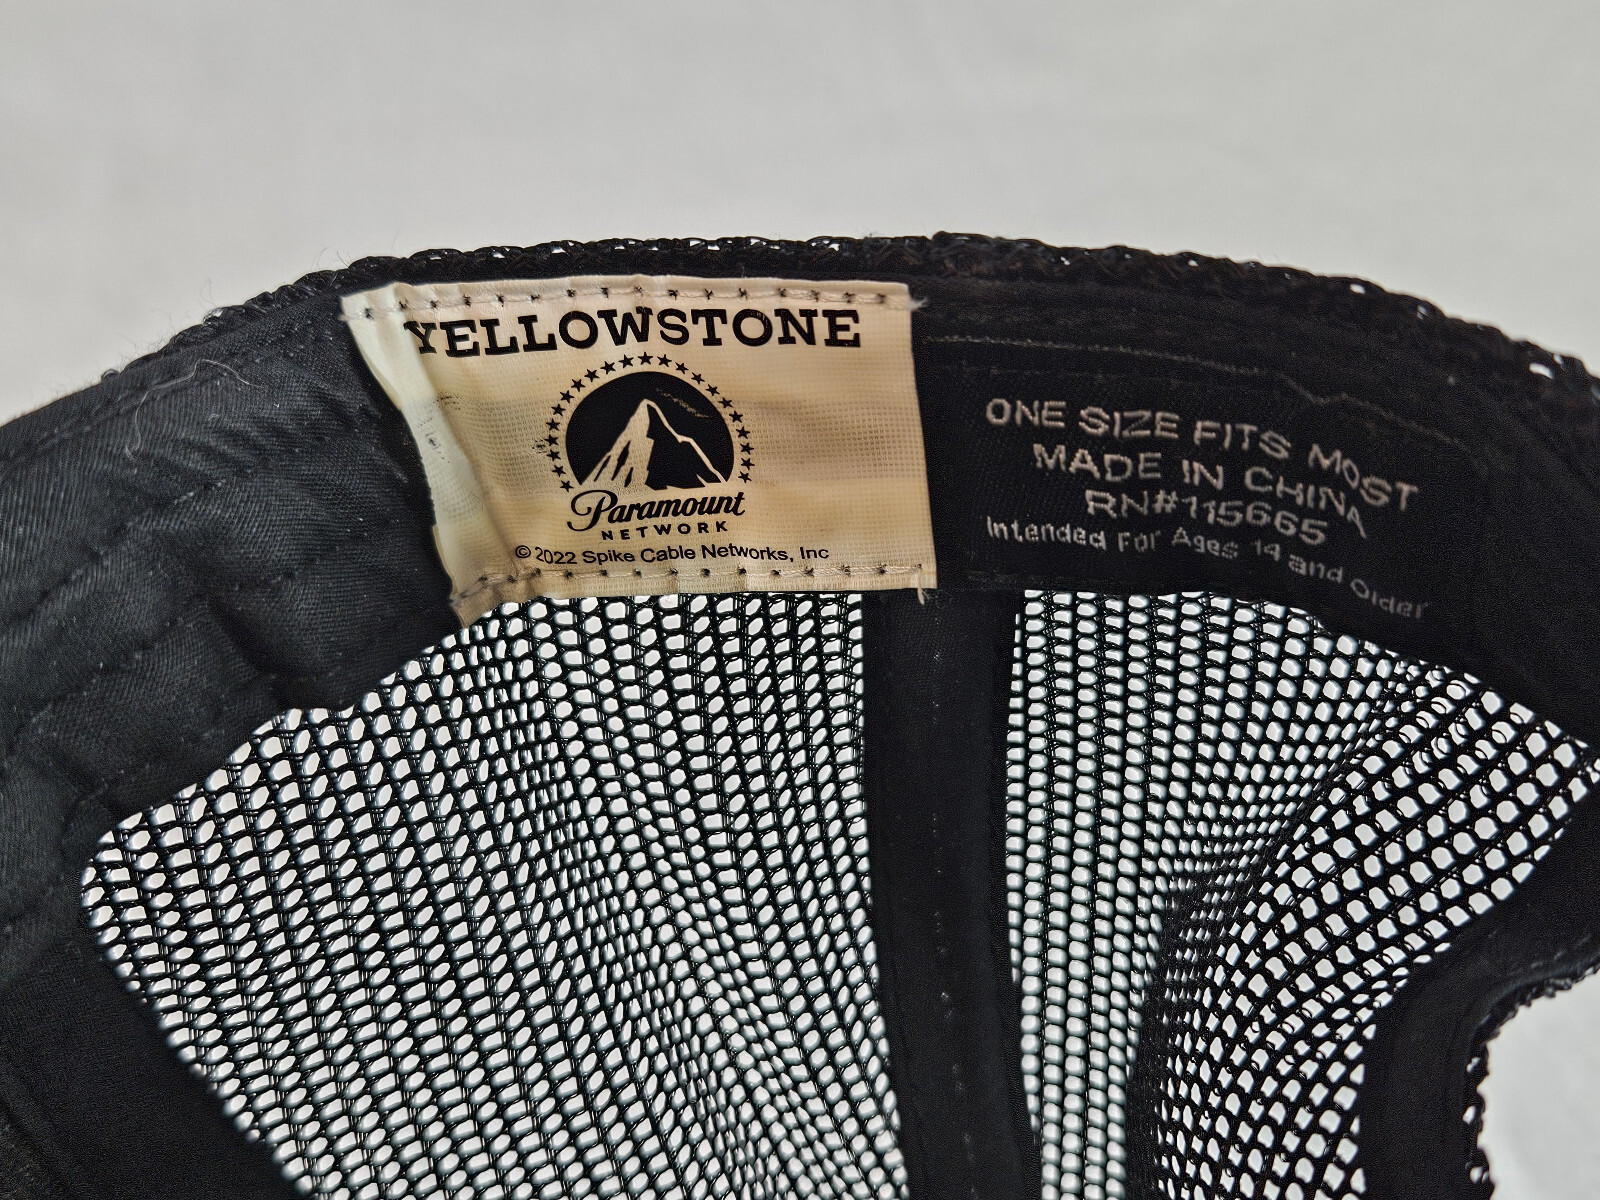 YELLOWSTONE
Paramount
NETWORK
© 2022 Spike Cable Networks, Inc
ONE SIZE FITS MOST
MADE IN CHINA
RN#115665
Intended For Ages 14 and Older